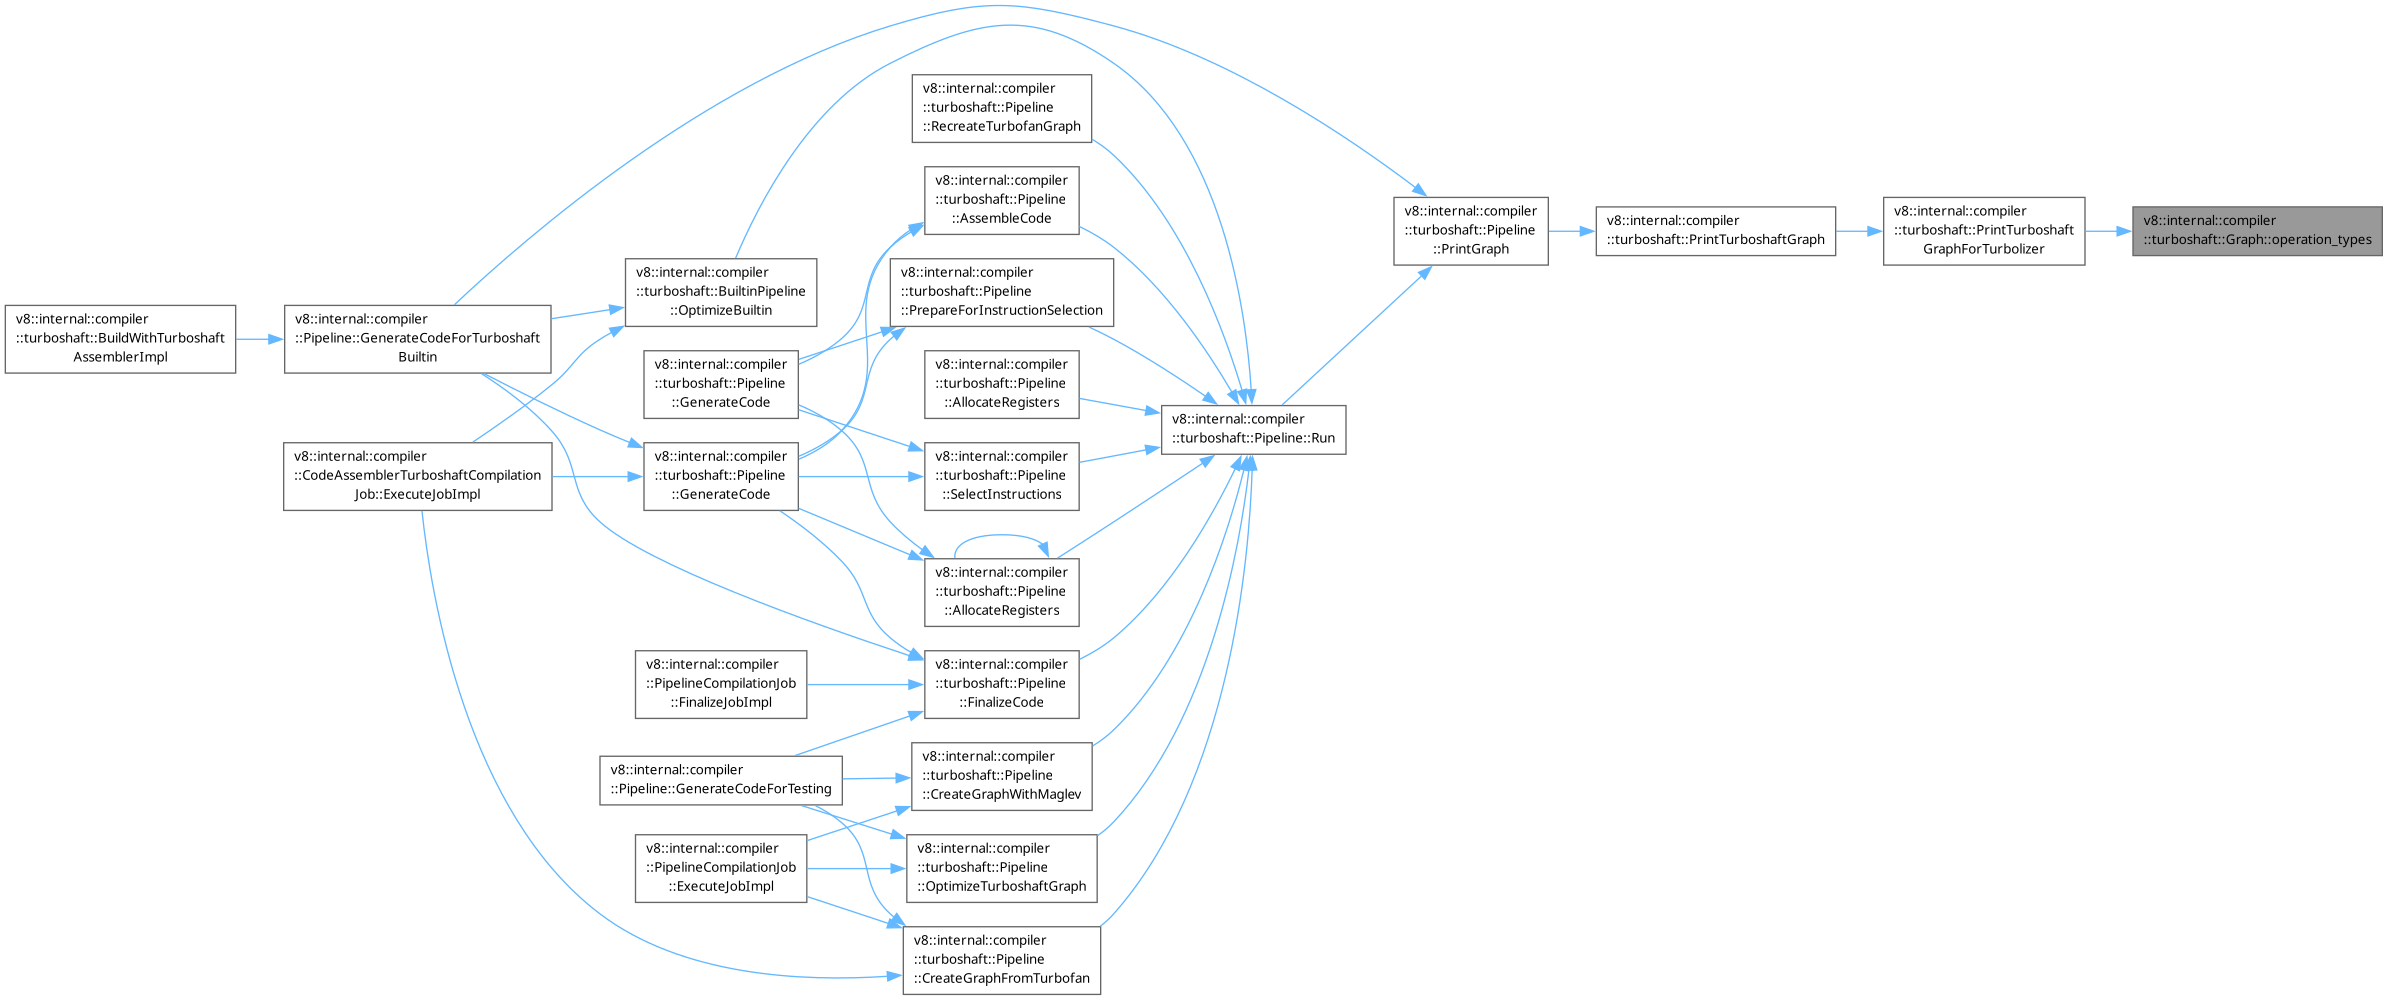 v8::internal::compiler
::turboshaft::BuildWithTurboshaft
AssemblerImpl
v8::internal::compiler
::Pipeline::GenerateCodeForTurboshaft
Builtin
v8::internal::compiler
::CodeAssemblerTurboshaftCompilation
Job::ExecuteJobImpl
v8::internal::compiler
::turboshaft::BuiltinPipeline
::OptimizeBuiltin
v8::internal::compiler
::turboshaft::Pipeline
::GenerateCode
v8::internal::compiler
::turboshaft::Pipeline
::GenerateCode
v8::internal::compiler
::PipelineCompilationJob
::FinalizeJobImpl
v8::internal::compiler
::Pipeline::GenerateCodeForTesting
v8::internal::compiler
::PipelineCompilationJob
::ExecuteJobImpl
v8::internal::compiler
::turboshaft::Pipeline
::RecreateTurbofanGraph
v8::internal::compiler
::turboshaft::Pipeline
::AssembleCode
v8::internal::compiler
::turboshaft::Pipeline
::PrepareForInstructionSelection
v8::internal::compiler
::turboshaft::Pipeline
::AllocateRegisters
v8::internal::compiler
::turboshaft::Pipeline
::SelectInstructions
v8::internal::compiler
::turboshaft::Pipeline
::AllocateRegisters
v8::internal::compiler
::turboshaft::Pipeline
::FinalizeCode
v8::internal::compiler
::turboshaft::Pipeline
::CreateGraphWithMaglev
v8::internal::compiler
::turboshaft::Pipeline
::OptimizeTurboshaftGraph
v8::internal::compiler
::turboshaft::Pipeline
::CreateGraphFromTurbofan
v8::internal::compiler
::turboshaft::Pipeline::Run
v8::internal::compiler
::turboshaft::Pipeline
::PrintGraph
v8::internal::compiler
::turboshaft::PrintTurboshaftGraph
v8::internal::compiler
::turboshaft::PrintTurboshaft
GraphForTurbolizer
v8::internal::compiler
::turboshaft::Graph::operation_types